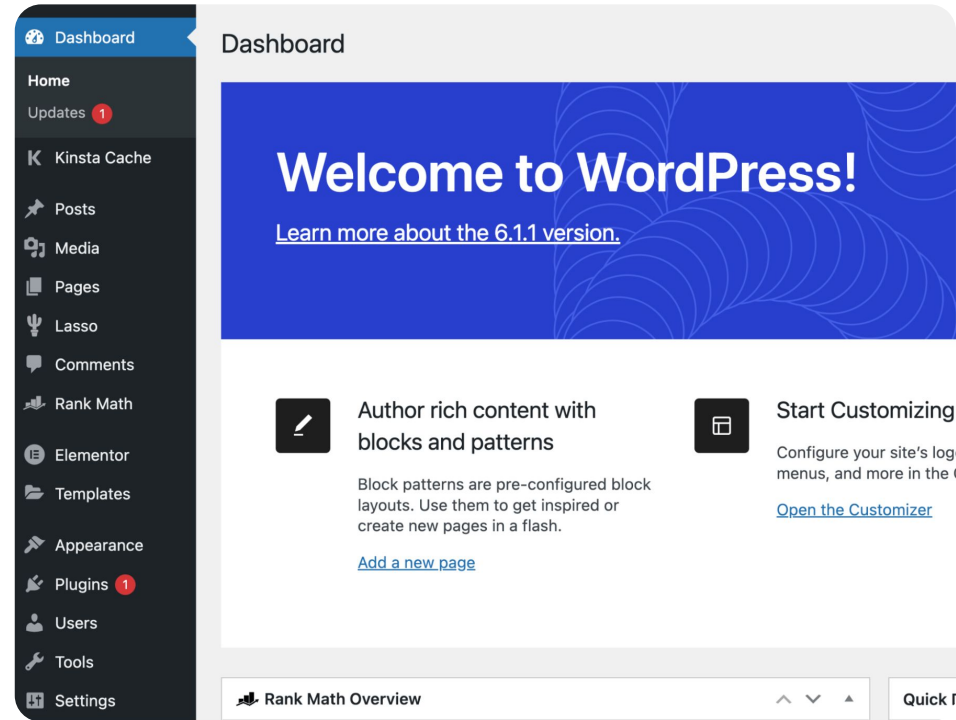 Dashboard
Home
Updates 1
Kinsta Cache
Posts
Media
Pages
Lasso
Comments
Rank Math
Elementor
Templates
Appearance
Plugins 1
Users
Tools
Settings
Dashboard
Welcome to WordPress!
Learn more about the 6.1.1 version.
Author rich content with
blocks and patterns
Block patterns are pre-configured block
layouts. Use them to get inspired or
create new pages in a flash.
Add a new page
Start Customizing
Configure your site's
menus, and more in the
Open the Customizer
Rank Math Overview
Quick